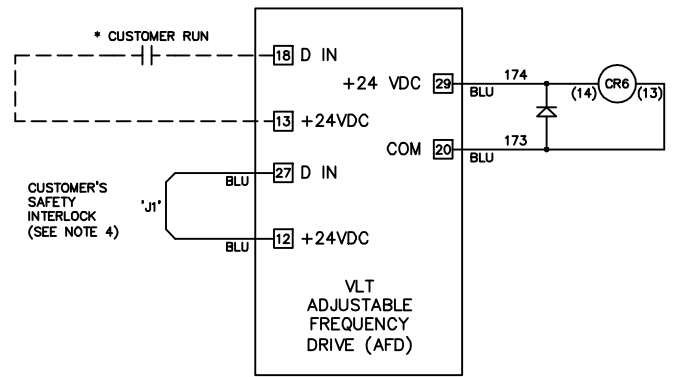 * CUSTOMER RUN
18 D IN
+24 VDC 29
BLU
174
(14) CR6 (13)
13 +24VDC
COM 20
BLU
173
27 D IN
BLU
CUSTOMER'S
SAFETY
INTERLOCK
(SEE NOTE 4)
'J1'
12 +24VDC
BLU
VLT
ADJUSTABLE
FREQUENCY
DRIVE (AFD)